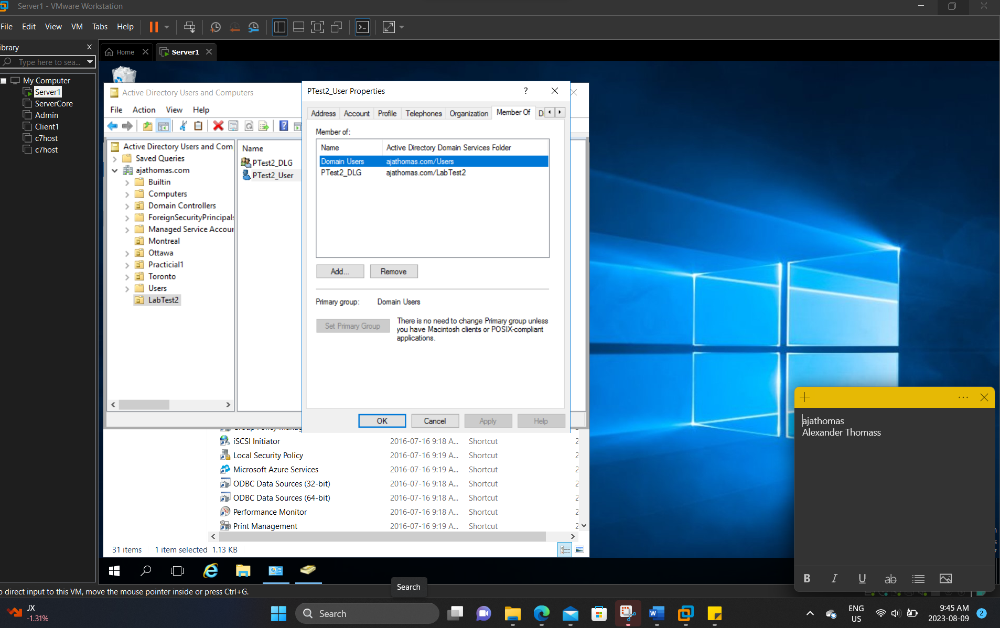 Server1 - VMware Workstation
File Edit View VM Tabs Help
ibrary
Type here to sea...
Home
Server1
My Computer
Server1
ServerCore
Admin
Client1
c7host
c7host
Active Directory Users and Computers
File Action View Help
Active Directory Users and Com
Saved Queries
ajathomas.com
Builtin
Computers
Domain Controllers
ForeignSecurityPrincipal
Managed Service Accour
Montreal
Ottawa
Practicial1
Toronto
Users
LabTest2
Name
PTest2_DLG
PTest2_User
PTest2_User Properties
?
Address Account Profile Telephones Organization Member Of D
Member of:
Name Active Directory Domain Services Folder
Domain Users ajathomas.com/Users
PTest2_DLG ajathomas.com/LabTest2
Add... Remove
Primary group: Domain Users
Set Primary Group
There is no need to change Primary group unless
you have Macintosh clients or POSIX-compliant
applications.
OK Cancel Apply Help
iSCSI Initiator 2016-07-16 9:18 A... Shortcut 2
Local Security Policy 2016-07-16 9:19 A... Shortcut 2
Microsoft Azure Services 2016-07-16 9:19 A... Shortcut 2
ODBC Data Sources (32-bit) 2016-07-16 9:18 A... Shortcut 2
ODBC Data Sources (64-bit) 2016-07-16 9:18 A... Shortcut 2
Performance Monitor 2016-07-16 9:18 A... Shortcut 2
Print Management 2016-07-16 9:19 A... Shortcut 2
31 items 1 item selected 1.13 KB
ajathomas
Alexander Thomass
B I U ab
Search
o direct input to this VM, move the mouse pointer inside or press Ctrl+G.
JX
-1.31%
Search
ENG
US
9:45 AM
2023-08-09
2